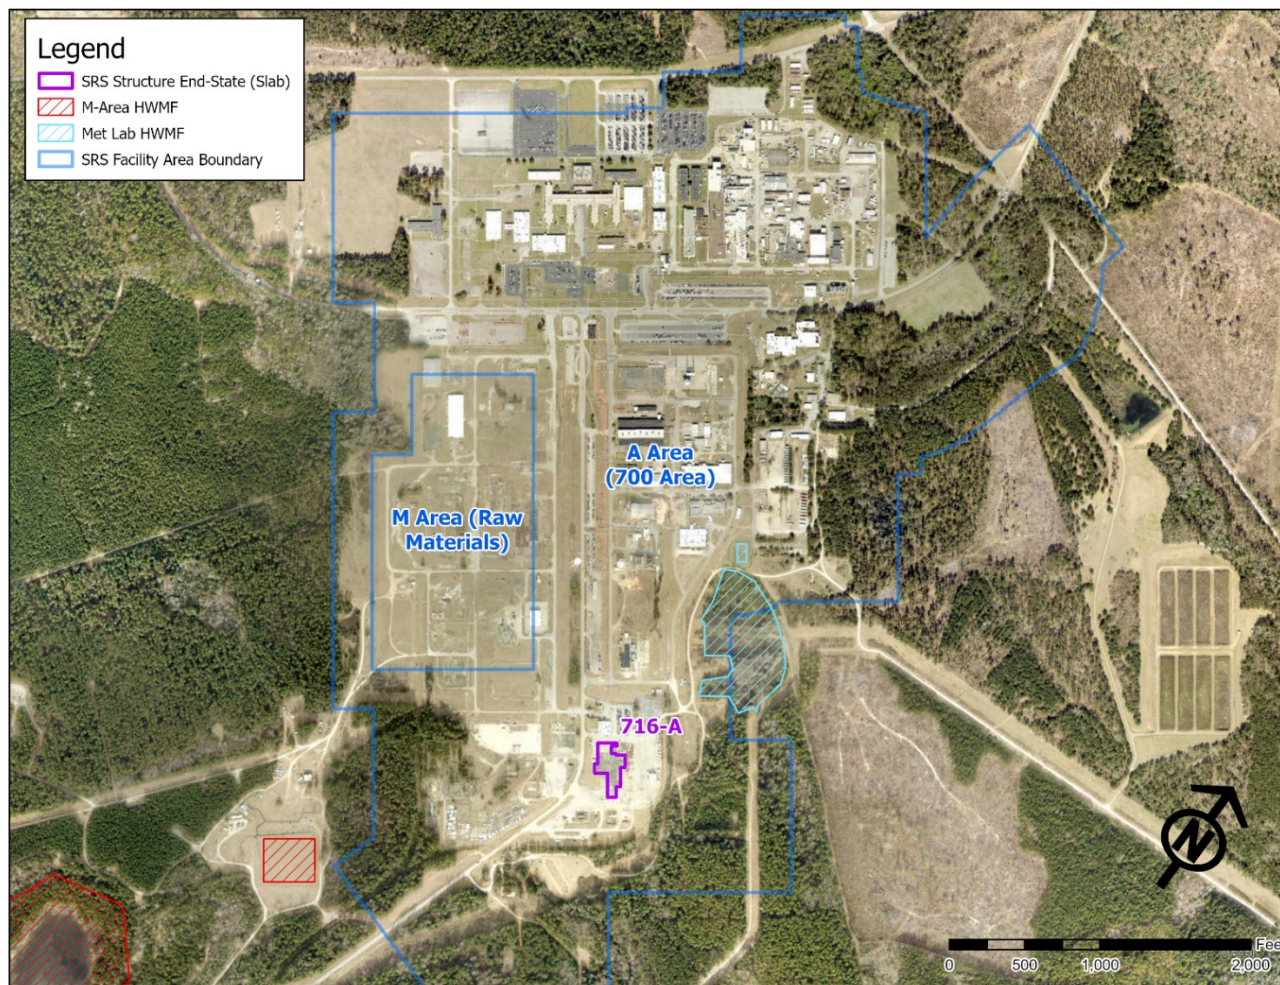 Legend
SRS Structure End-State (Slab)
M-Area HWMF
Met Lab HWMF
SRS Facility Area Boundary
A Area
(700 Area)
M Area (Raw
Materials)
716-A
N
Fee
0 500 1,000 2,000